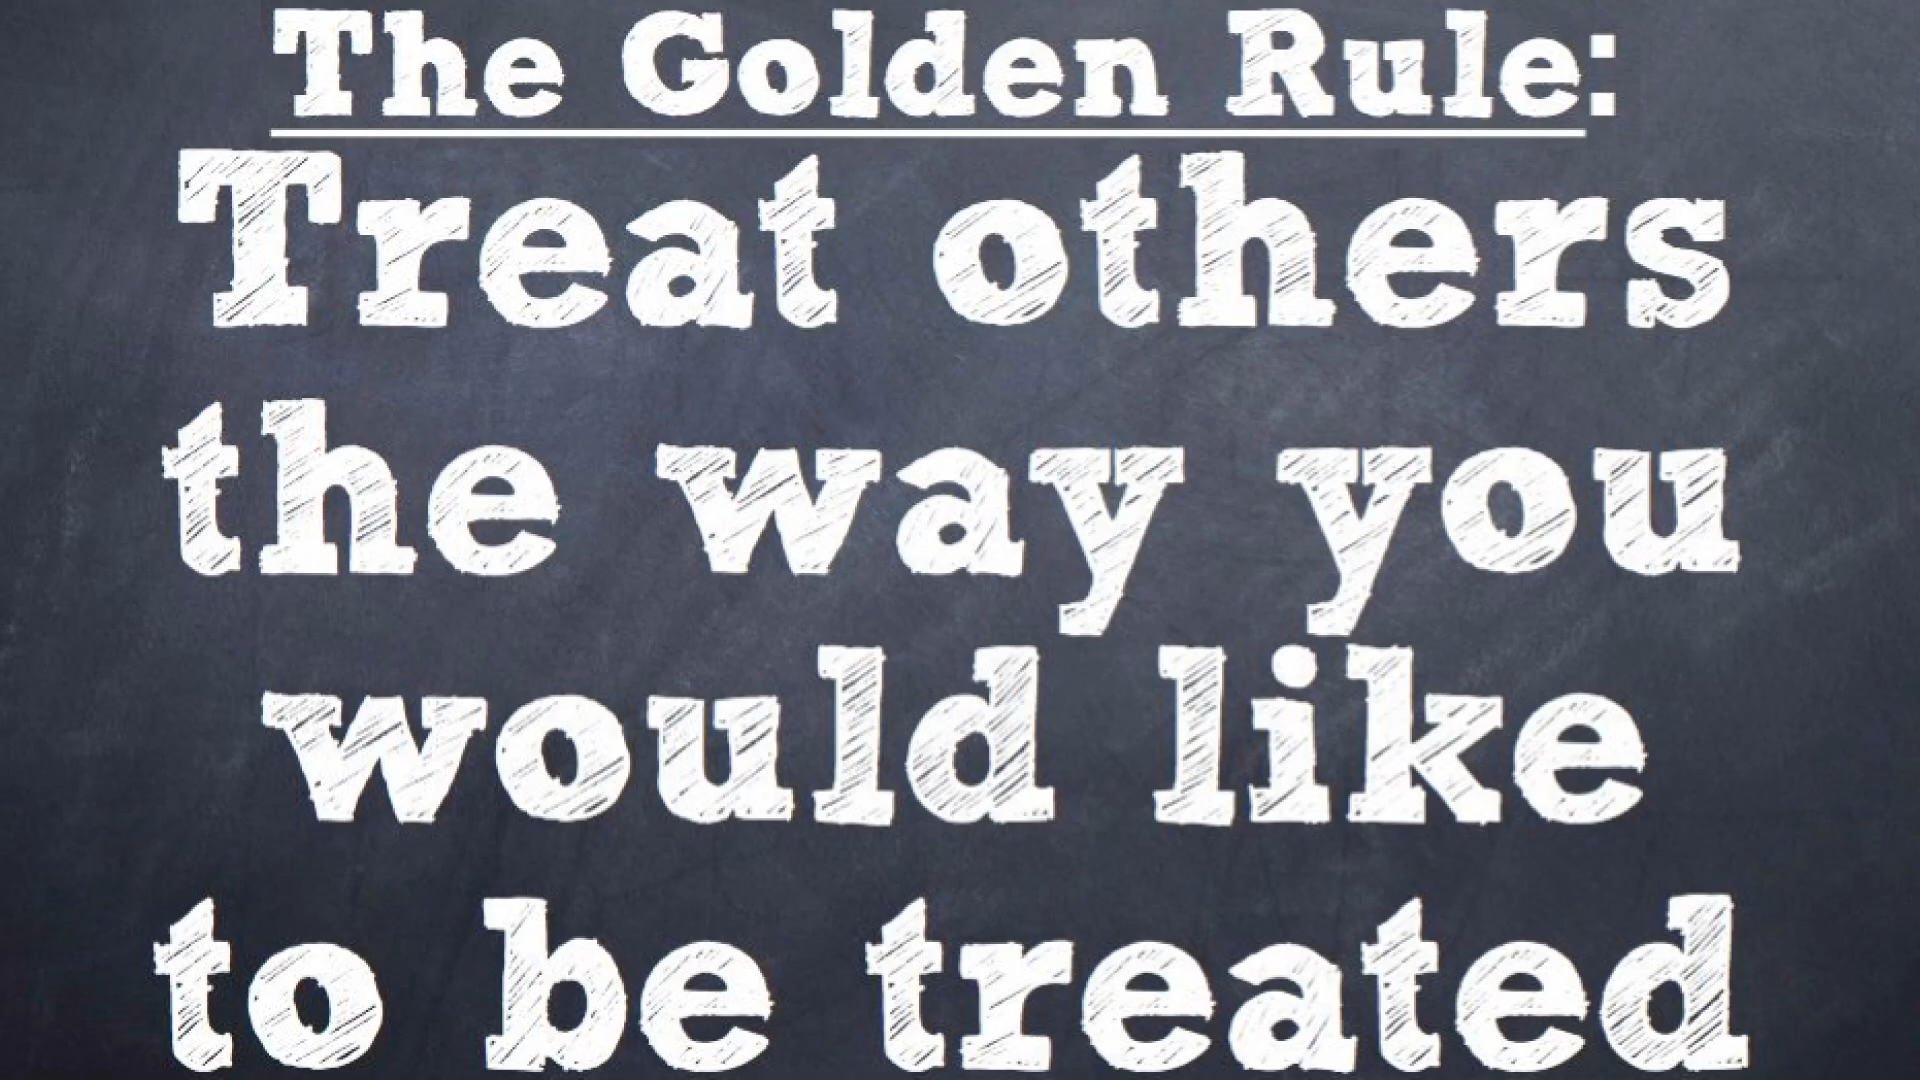 The Golden Rule:
Treat others
the way you
would like
to be treated